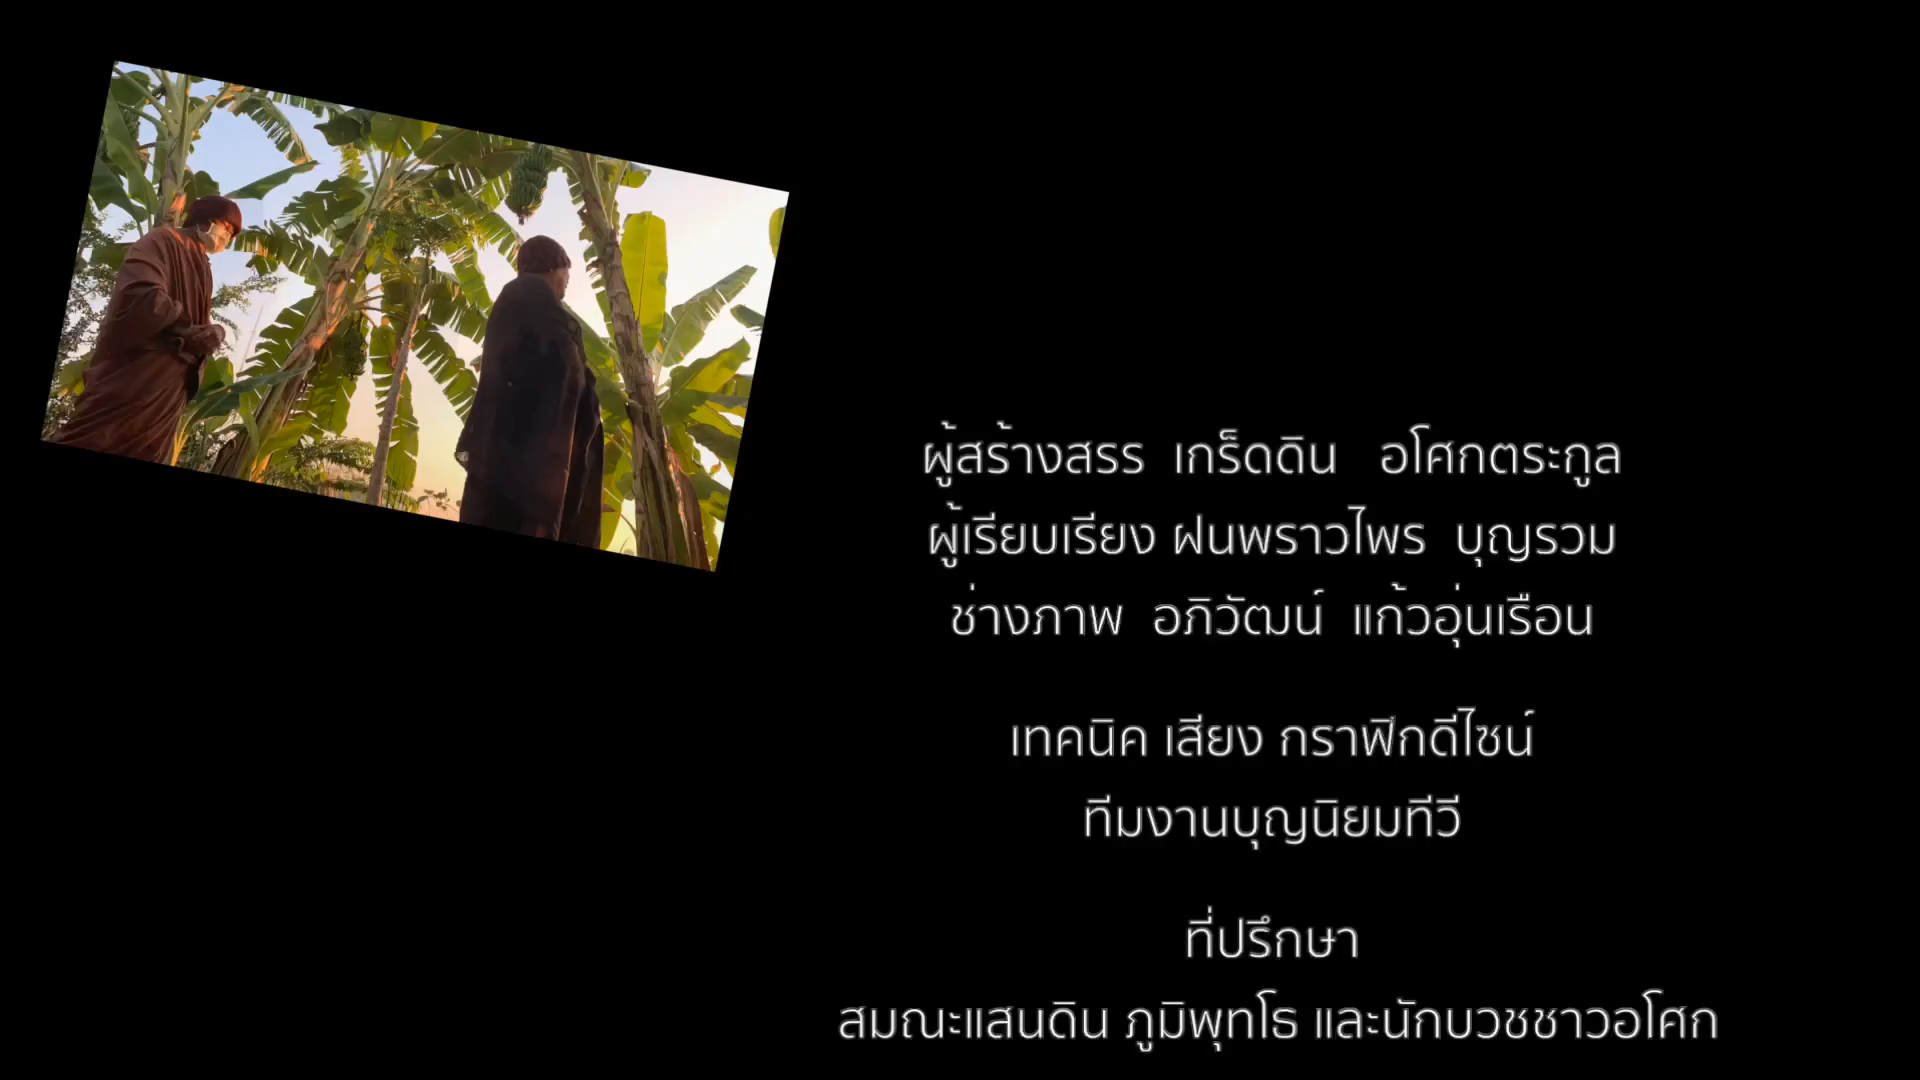 ผู้สร้างสรร เกร็ดดิน อโศกตระกูล
ผู้เรียบเรียง ฝนพราวไพร บุญรวม
ช่างภาพ อภิวัฒน์ แก้วอุ่นเรือน
เทคนิค เสียง กราฟิกดีไซน์
ทีมงานบุญนิยมทีวี
ที่ปรึกษา
สมณะแสนดิน ภูมิพุทโธ และนักบวชชาวอโศก